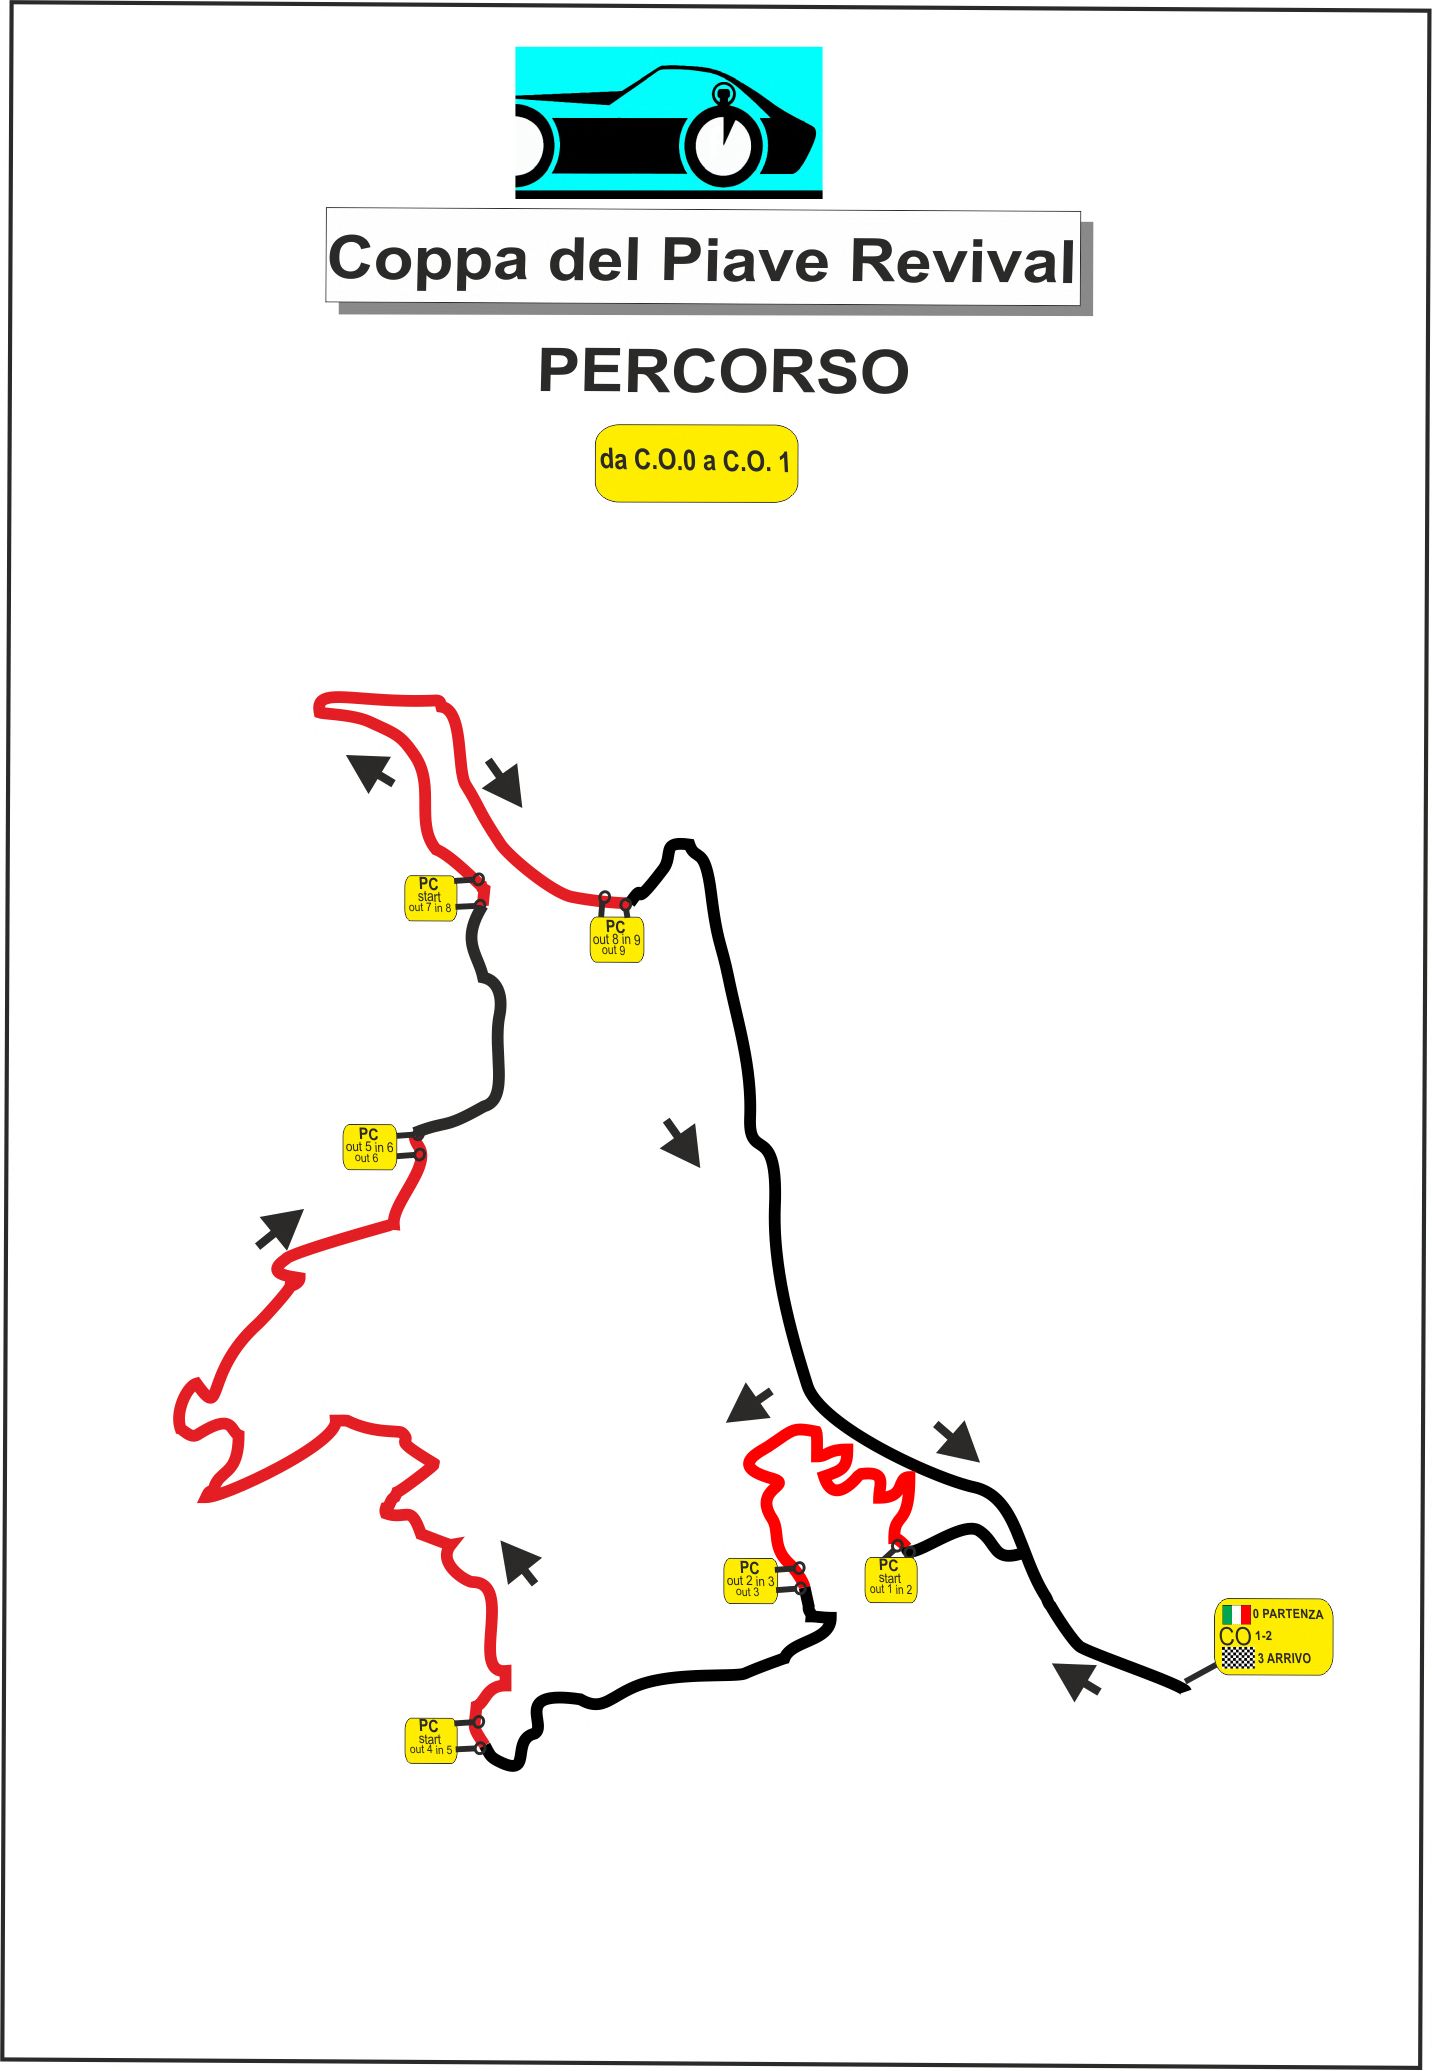 Coppa del Piave Revival
PERCORSO
da C.O.0 a C.O. 1
PC
start
out 7 in 8
PC
out 8 in 9
out 9
PC
out 5 in 6
out 6
PC
out 2 in 3
out 3
PC
start
out 1 in 2
0 PARTENZA
CO 1-2
3 ARRIVO
PC
start
out 4 in 5